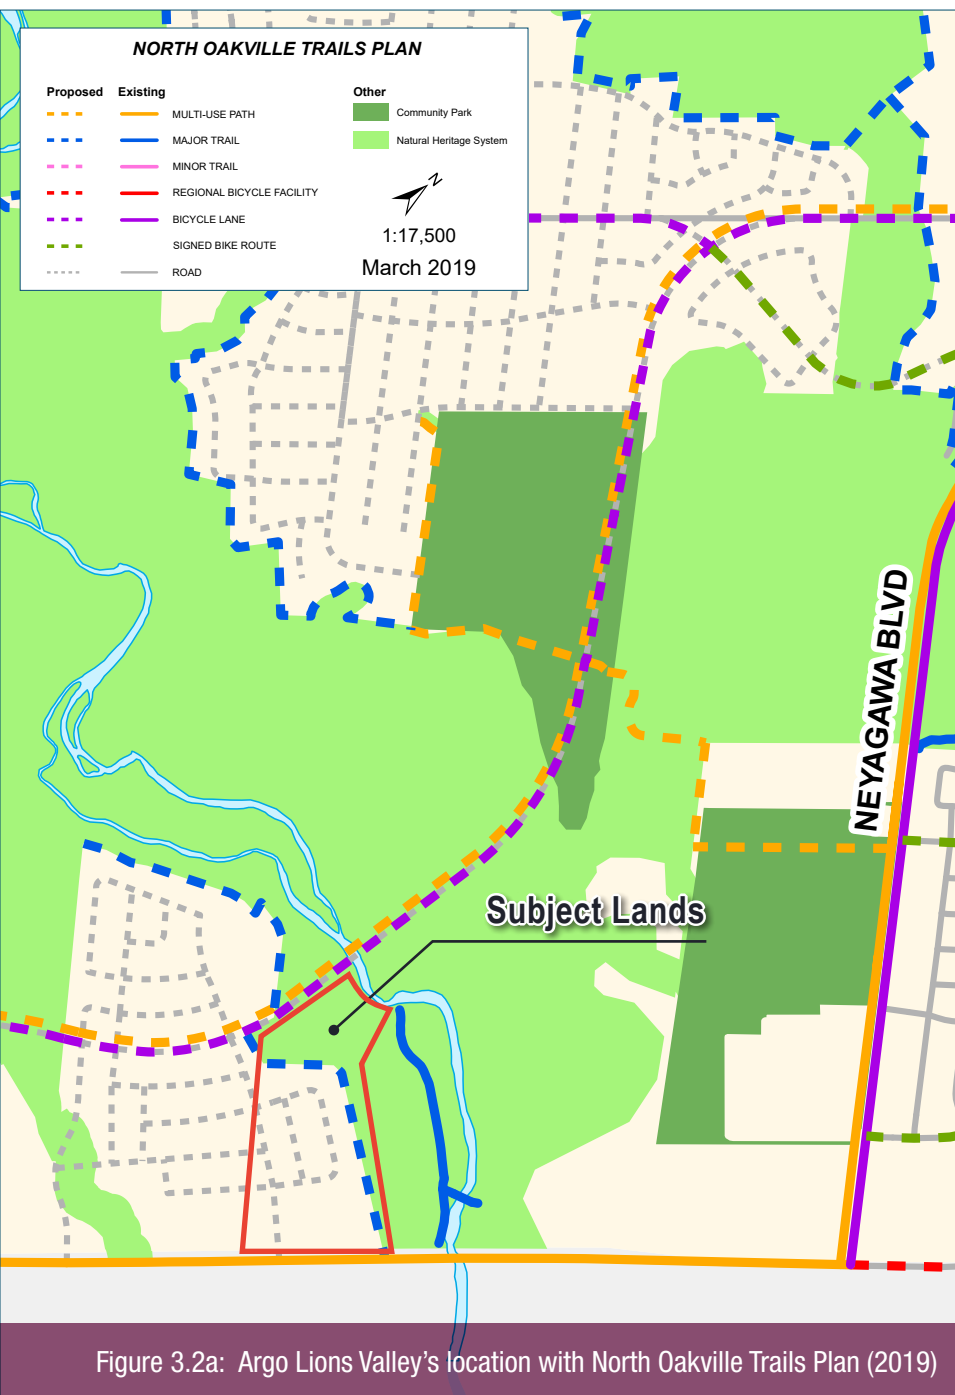 NORTH OAKVILLE TRAILS PLAN
Proposed Existing
MULTI-USE PATH
MAJOR TRAIL
MINOR TRAIL
REGIONAL BICYCLE FACILITY
BICYCLE LANE
SIGNED BIKE ROUTE
ROAD
Other
Community Park
Natural Heritage System
N
1:17,500
March 2019
NEYAGAWA BLVD
Subject Lands
Figure 3.2a: Argo Lions Valley's location with North Oakville Trails Plan (2019)